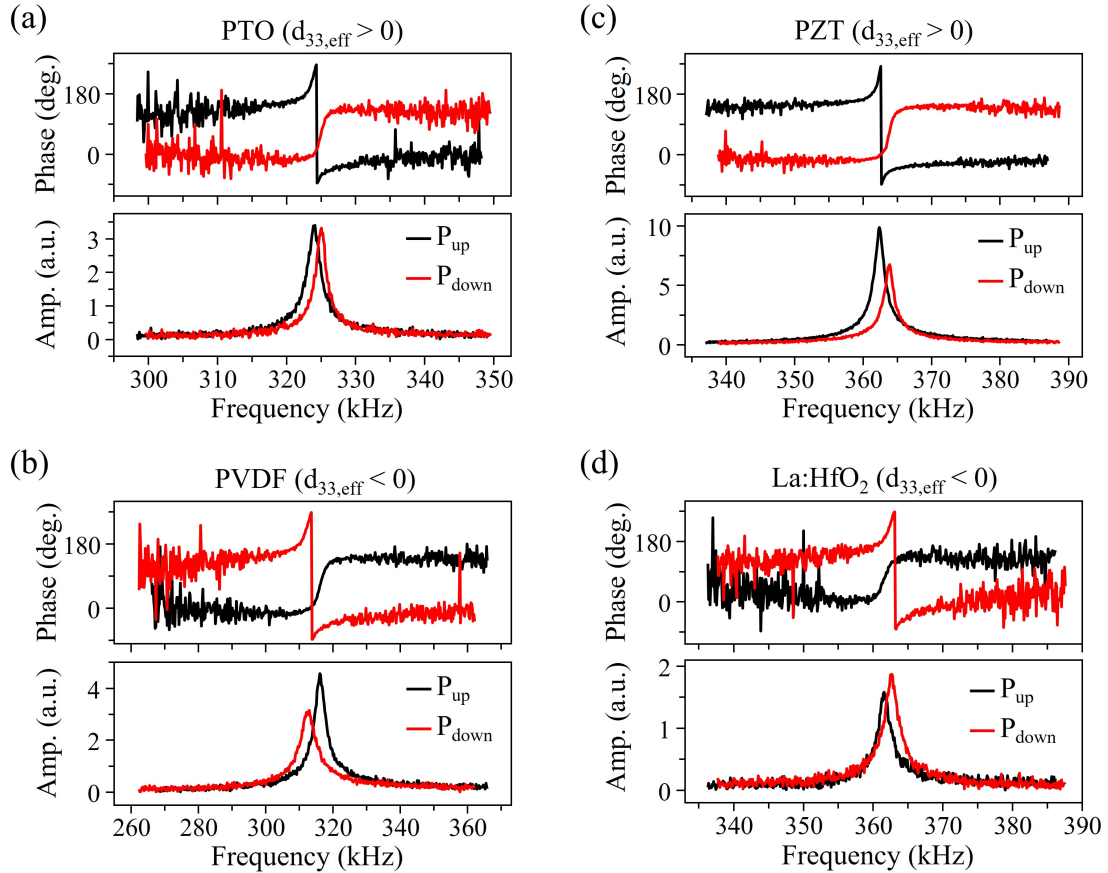 (a)
PTO (d33,eff > 0)
Phase (deg.)
180
0
Amp. (a.u.)
3
2
1
0
Pup
Pdown
300 310 320 330 340 350
Frequency (kHz)
(c)
PZT (d33,eff > 0)
Phase (deg.)
180
0
Amp. (a.u.)
10
5
0
Pup
Pdown
340 350 360 370 380 390
Frequency (kHz)
(b)
PVDF (d33,eff < 0)
Phase (deg.)
180
0
Amp. (a.u.)
4
2
0
Pup
Pdown
260 280 300 320 340 360
Frequency (kHz)
(d)
La:HfO2 (d33,eff < 0)
Phase (deg.)
180
0
Amp. (a.u.)
2
1
0
Pup
Pdown
340 350 360 370 380 390
Frequency (kHz)